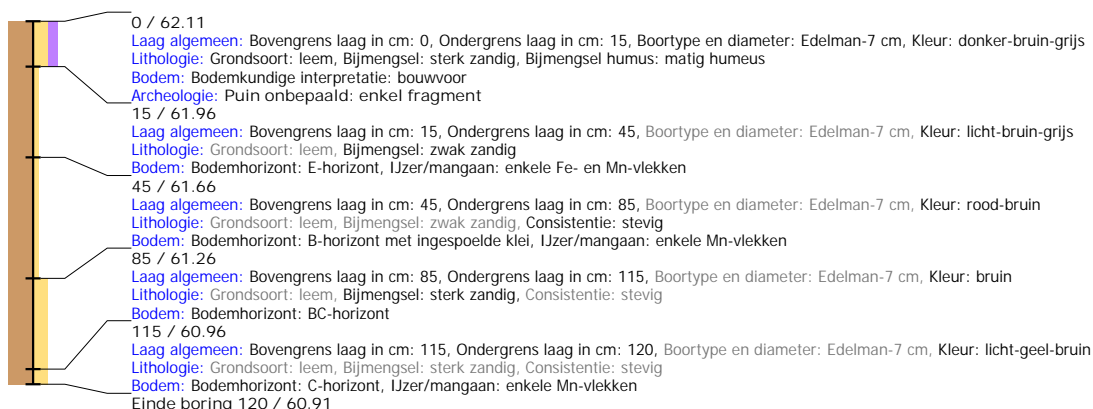 0 / 62.11
Laag algemeen: Bovengrens laag in cm: 0, Ondergrens laag in cm: 15, Boortype en diameter: Edelman-7 cm, Kleur: donker-bruin-grijs
Lithologie: Grondsoort: leem, Bijmengsel: sterk zandig, Bijmengsel humus: matig humeus
Bodem: Bodemkundige interpretatie: bouwvoor
Archeologie: Puin onbepaald: enkel fragment
15 / 61.96
Laag algemeen: Bovengrens laag in cm: 15, Ondergrens laag in cm: 45, Boortype en diameter: Edelman-7 cm, Kleur: licht-bruin-grijs
Lithologie: Grondsoort: leem, Bijmengsel: zwak zandig
Bodem: Bodemhorizont: E-horizont, IJzer/mangaan: enkele Fe- en Mn-vlekken
45 / 61.66
Laag algemeen: Bovengrens laag in cm: 45, Ondergrens laag in cm: 85, Boortype en diameter: Edelman-7 cm, Kleur: rood-bruin
Lithologie: Grondsoort: leem, Bijmengsel: zwak zandig, Consistentie: stevig
Bodem: Bodemhorizont: B-horizont met ingespoelde klei, IJzer/mangaan: enkele Mn-vlekken
85 / 61.26
Laag algemeen: Bovengrens laag in cm: 85, Ondergrens laag in cm: 115, Boortype en diameter: Edelman-7 cm, Kleur: bruin
Lithologie: Grondsoort: leem, Bijmengsel: sterk zandig, Consistentie: stevig
Bodem: Bodemhorizont: BC-horizont
115 / 60.96
Laag algemeen: Bovengrens laag in cm: 115, Ondergrens laag in cm: 120, Boortype en diameter: Edelman-7 cm, Kleur: licht-geel-bruin
Lithologie: Grondsoort: leem, Bijmengsel: sterk zandig, Consistentie: stevig
Bodem: Bodemhorizont: C-horizont, IJzer/mangaan: enkele Mn-vlekken
Einde boring 120 / 60.91